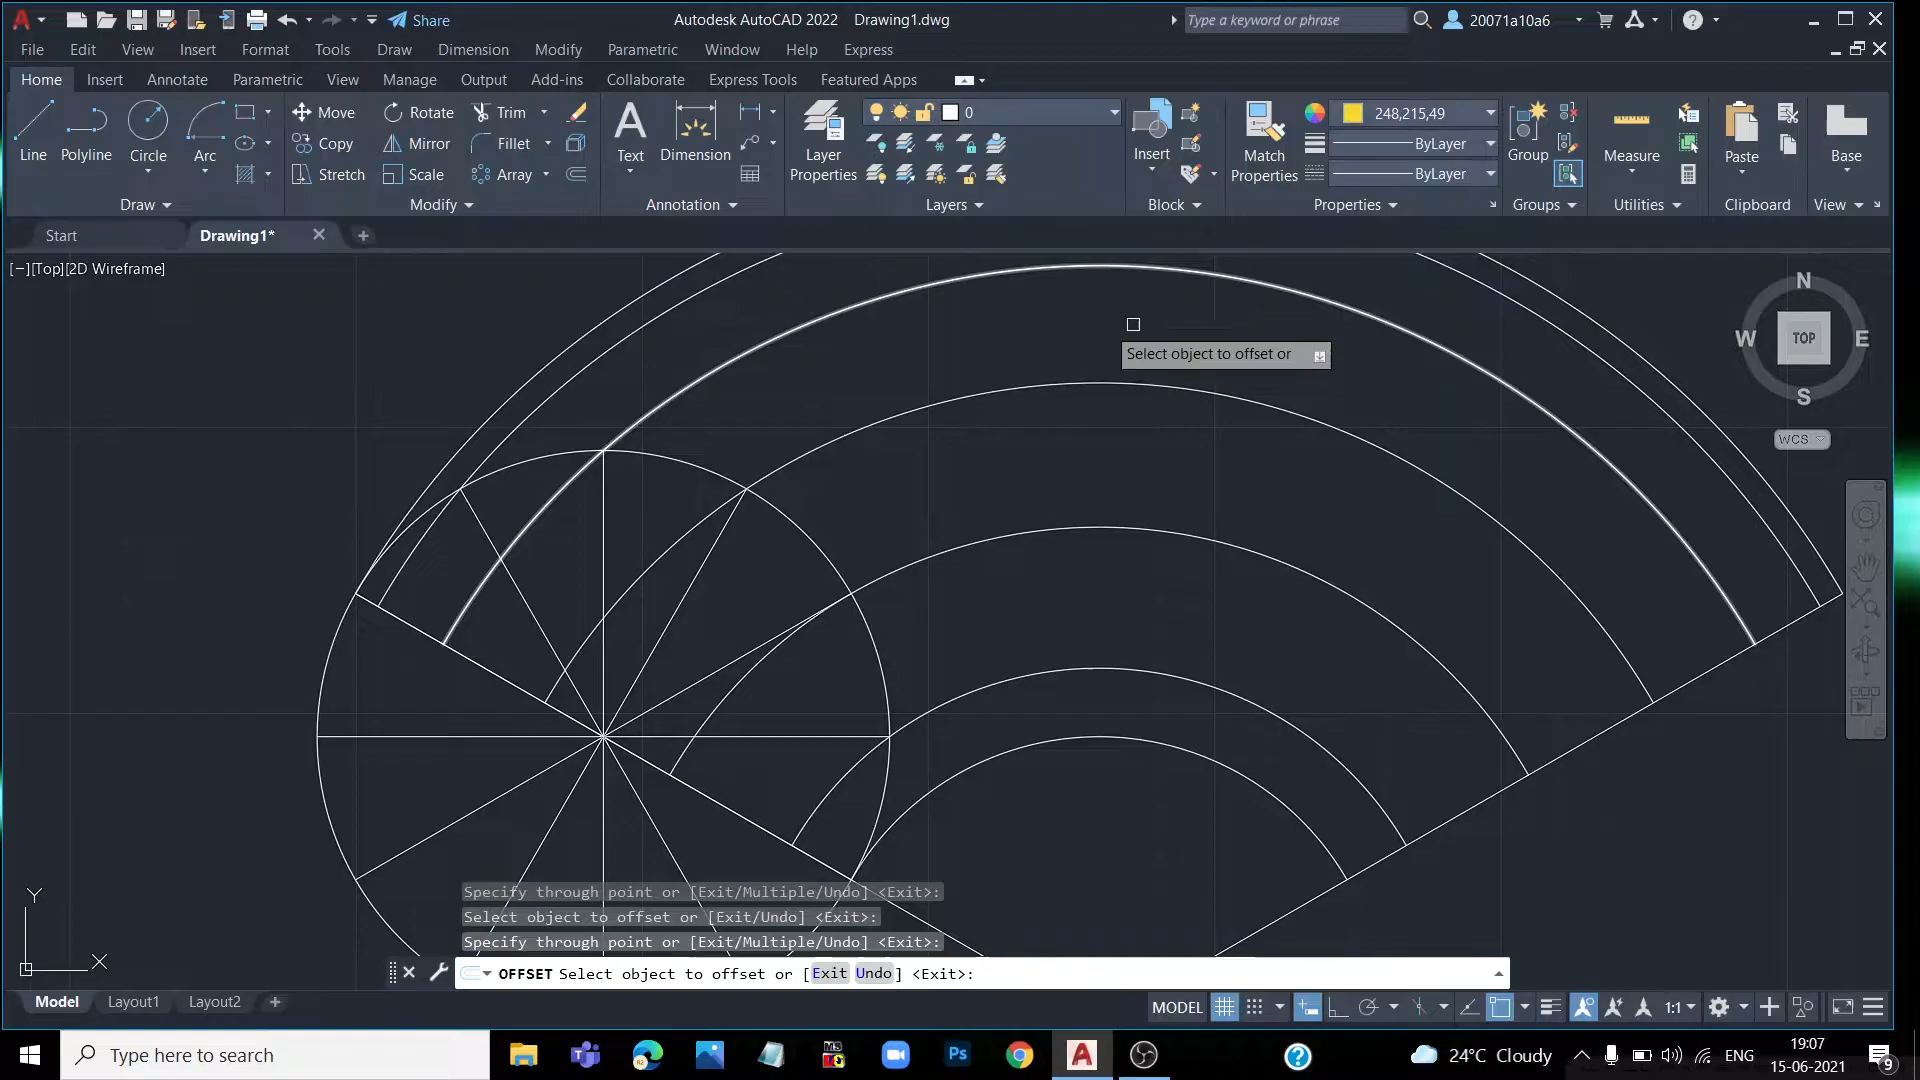 Share
Autodesk AutoCAD 2022 Drawing1.dwg
Type a keyword or phrase
20071a10a6
File Edit View Insert Format Tools Draw Dimension Modify Parametric Window Help Express
Home Insert Annotate Parametric View Manage Output Add-ins Collaborate Express Tools Featured Apps
Line Polyline Circle Arc
Move Rotate Trim
Copy Mirror Fillet
Stretch Scale Array
Text Dimension
Layer
Properties
0
Insert
Match
Properties
248,215,49
ByLayer
ByLayer
Group
Measure
Paste
Base
Draw Modify Annotation Layers Block Properties Groups Utilities Clipboard View
Start Drawing1*
[−][Top][2D Wireframe]
N
W TOP E
S
WCS
Select object to offset or
Y
X
Specify through point or [Exit/Multiple/Undo] <Exit>:
Select object to offset or [Exit/Undo] <Exit>:
Specify through point or [Exit/Multiple/Undo] <Exit>:
OFFSET Select object to offset or [Exit Undo] <Exit>:
Model Layout1 Layout2
MODEL
1:1
Type here to search
Ps
24°C Cloudy
ENG
19:07
15-06-2021
9